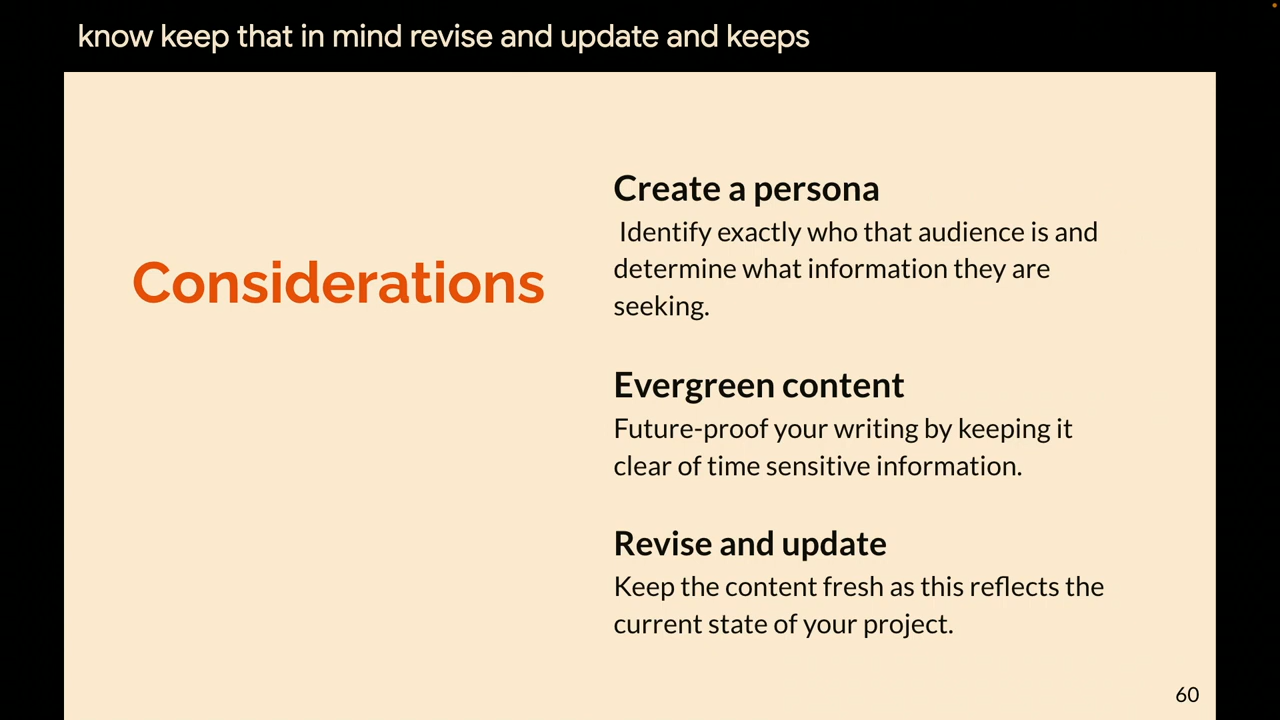 know keep that in mind revise and update and keeps
Considerations
Create a persona
Identify exactly who that audience is and
determine what information they are
seeking.
Evergreen content
Future-proof your writing by keeping it
clear of time sensitive information.
Revise and update
Keep the content fresh as this reflects the
current state of your project.
60